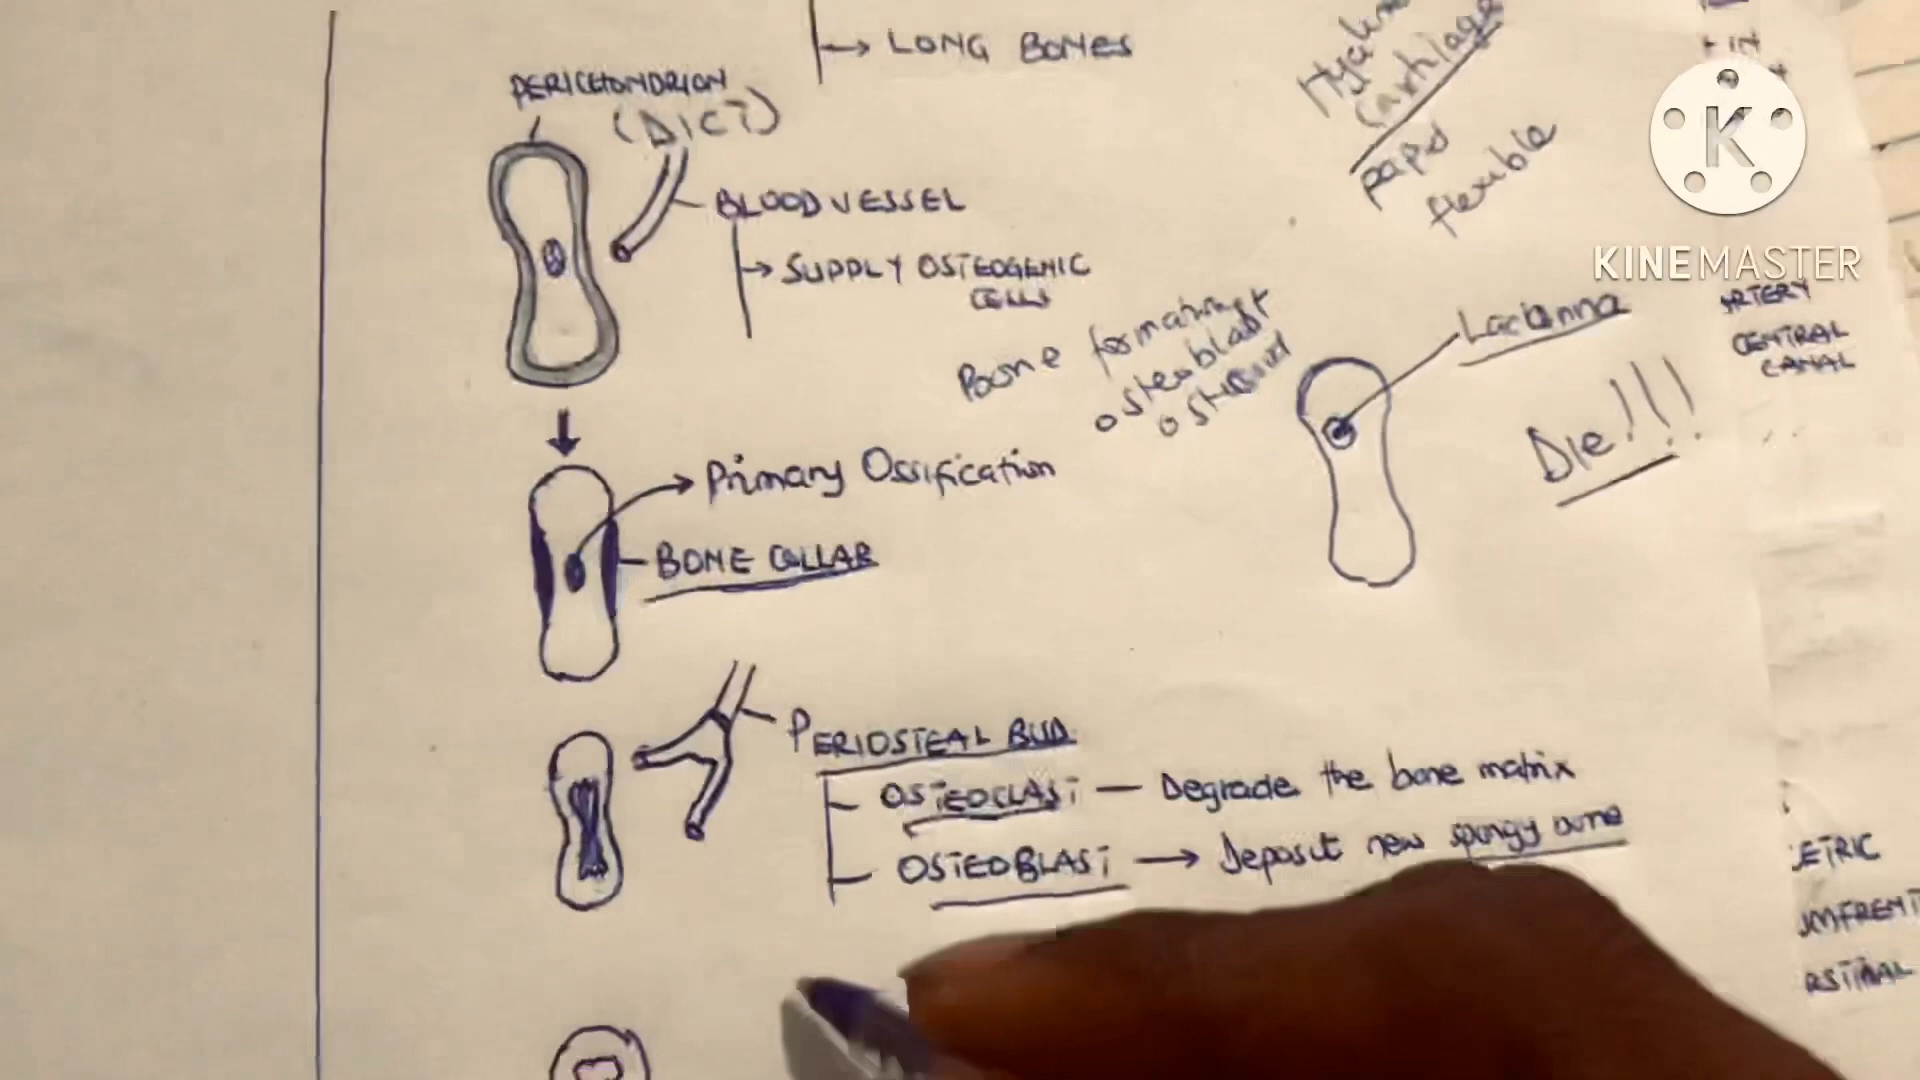 LONG BONES
PERICHONDRION
(DICT)
BLOOD VESSEL
SUPPLY OSTEOGENIC
CELLS
Hyaline
Cartilage
flexible
K
KINEMASTER
Bone formation
osteoblast
Lacunna
Die!!!
ARTERY
CENTRAL
CANAL
Primary Ossification
BONE COLLAR
PERIOSTEAL BUD
OSTEOCLAST — Degrade the bone matrix
OSTEOBLAST → Deposit new spongy bone
ETRIC